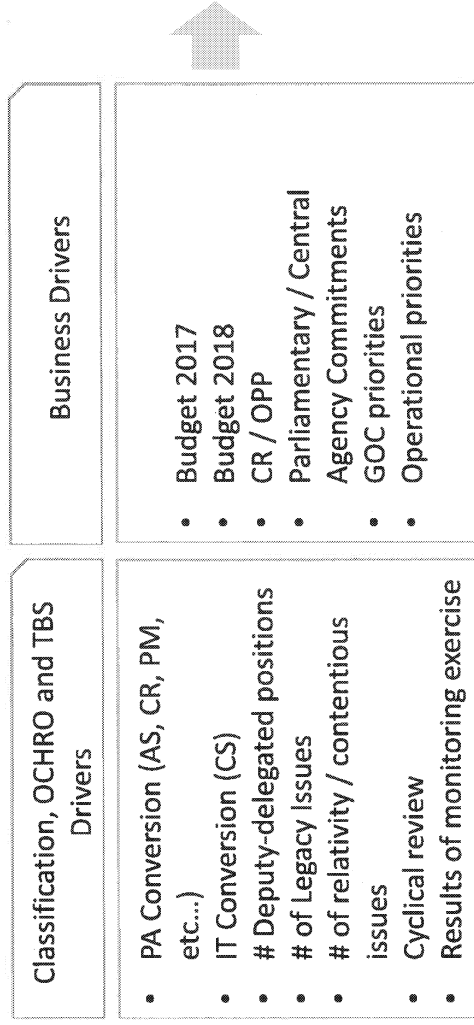 Classification, OCHRO and TBS
Drivers
• PA Conversion (AS, CR, PM,
etc....)
• IT Conversion (CS)
• # Deputy-delegated positions
• # of Legacy Issues
• # of relativity / contentious
issues
• Cyclical review
• Results of monitoring exercise
Business Drivers
• Budget 2017
• Budget 2018
• CR / OPP
• Parliamentary / Central
Agency Commitments
• GOC priorities
• Operational priorities